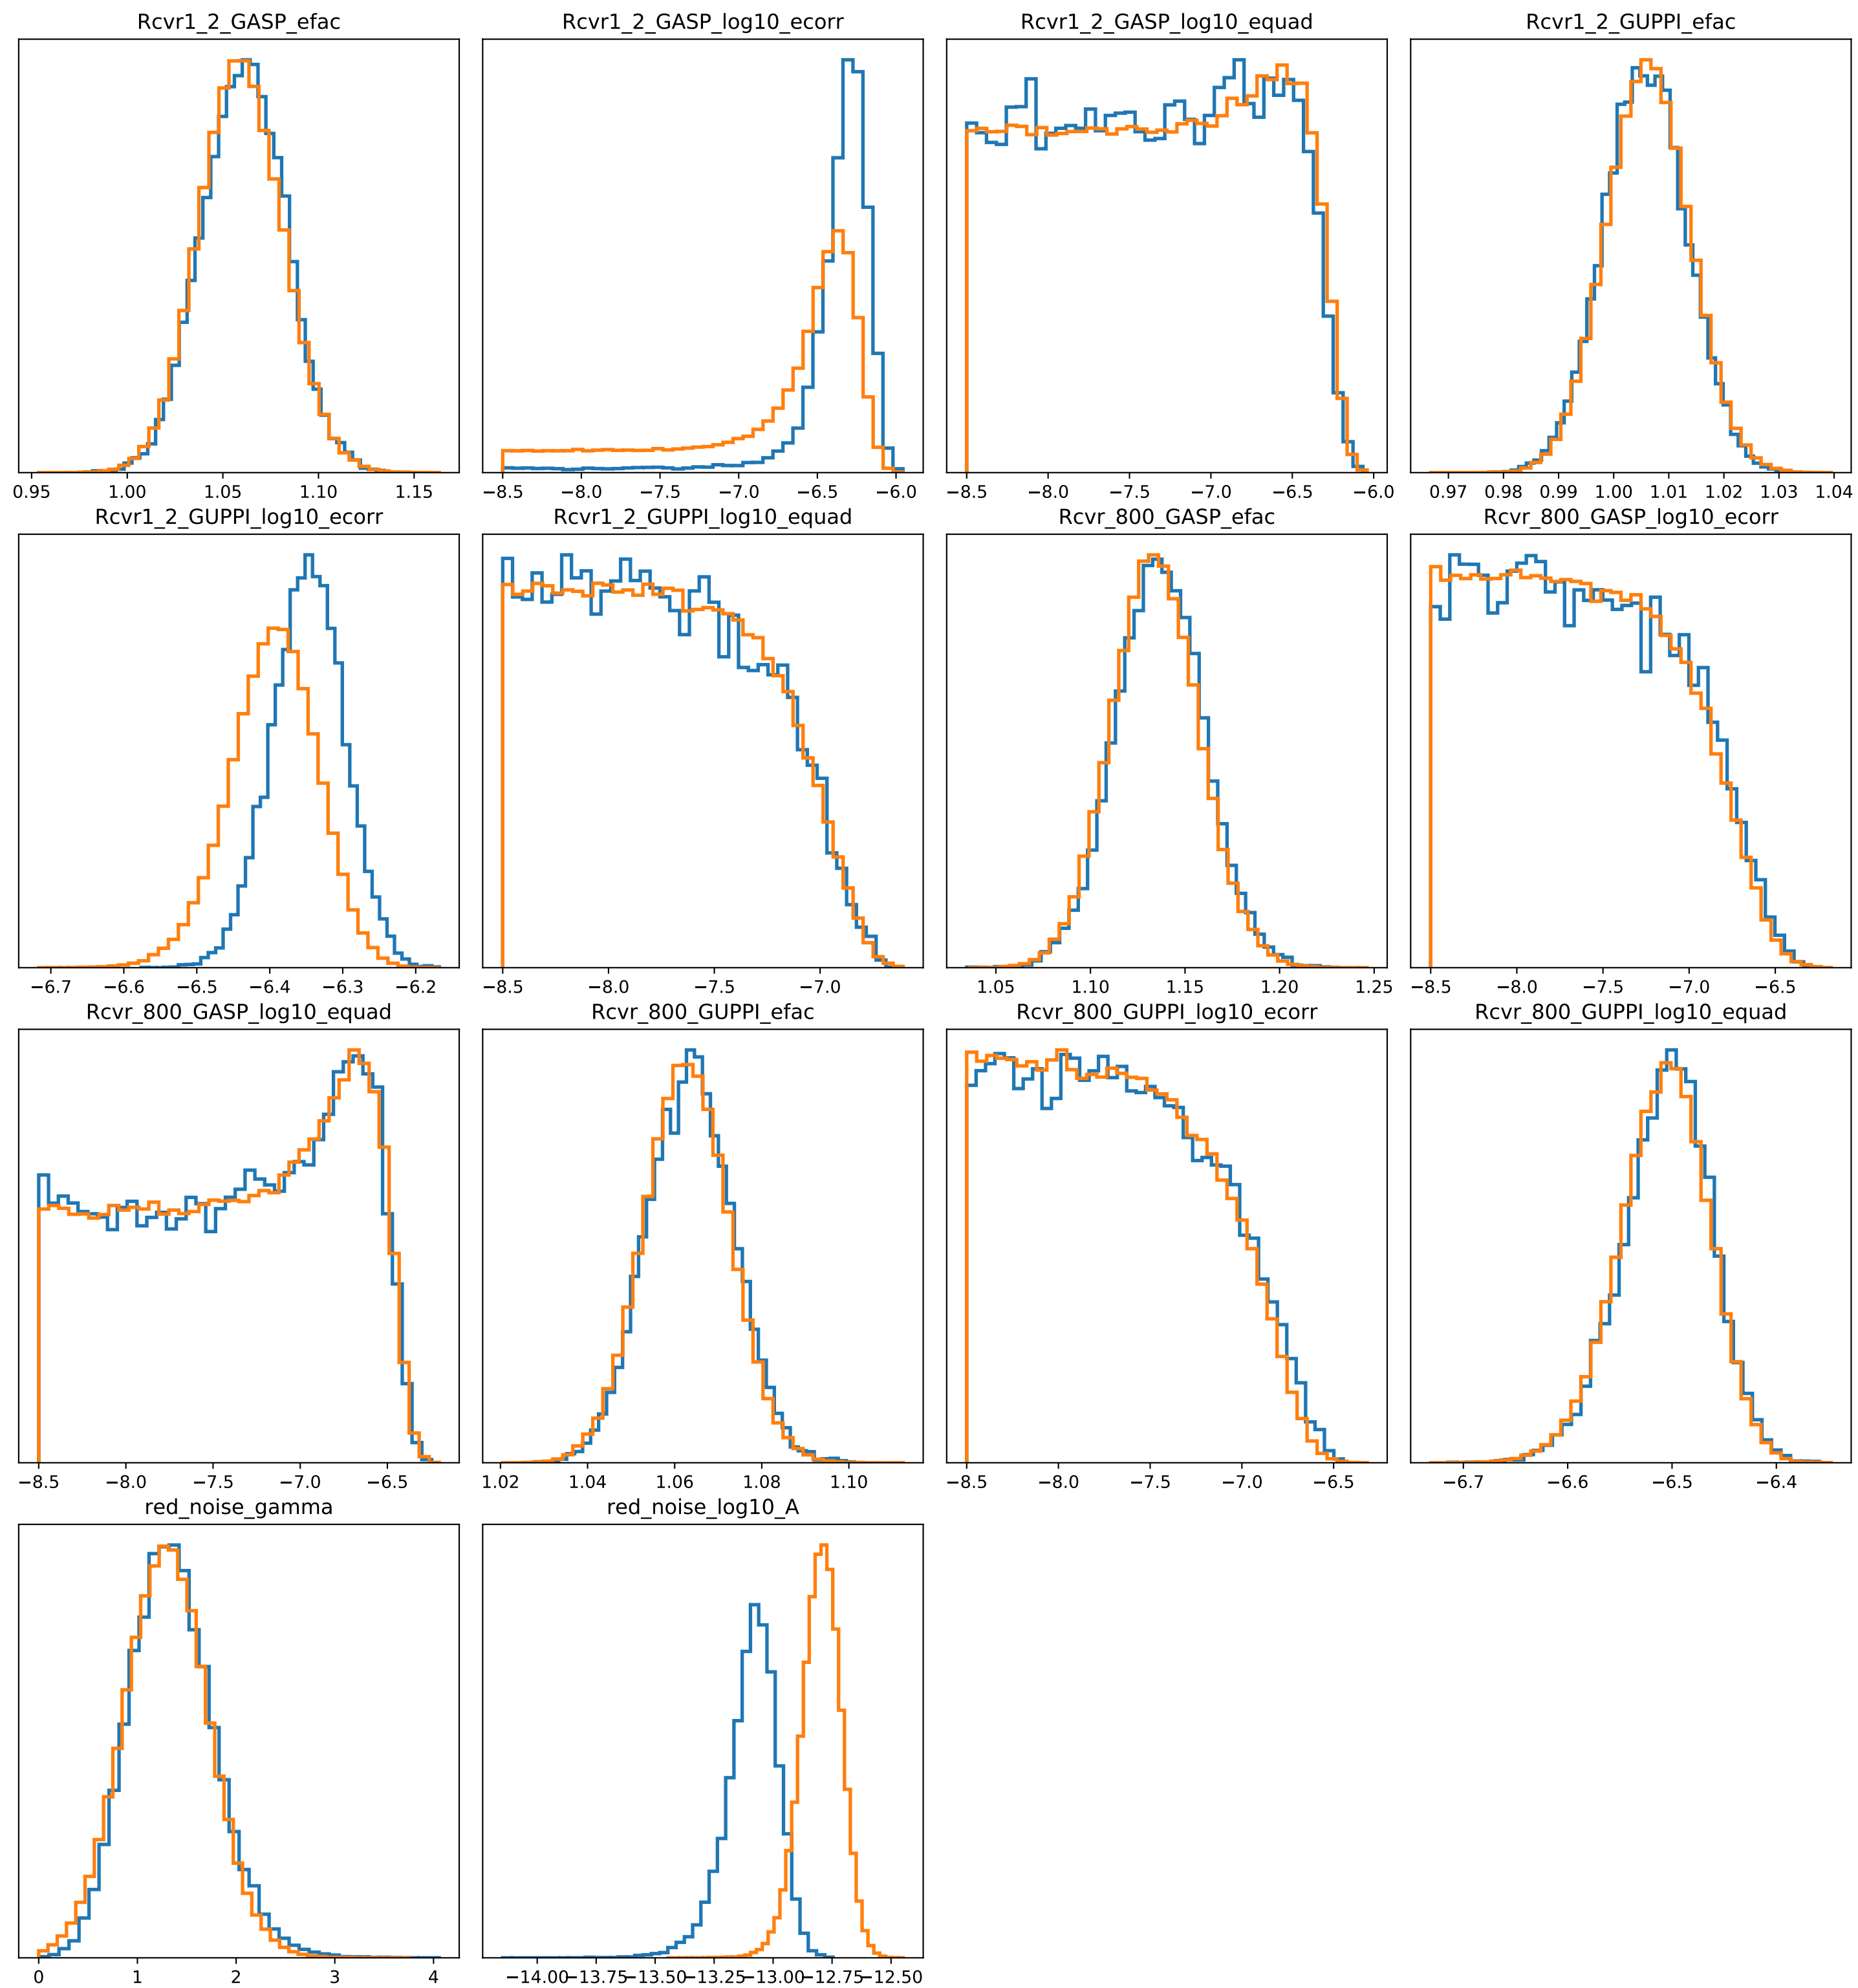 Rcvr1_2_GASP_efac Rcvr1_2_GASP_log10_ecorr Rcvr1_2_GASP_log10_equad Rcvr1_2_GUPPI_efac
0.95 1.00 1.05 1.10 1.15 −8.5 −8.0 −7.5 −7.0 −6.5 −6.0 −8.5 −8.0 −7.5 −7.0 −6.5 −6.0 0.97 0.98 0.99 1.00 1.01 1.02 1.03 1.04
Rcvr1_2_GUPPI_log10_ecorr Rcvr1_2_GUPPI_log10_equad Rcvr_800_GASP_efac Rcvr_800_GASP_log10_ecorr
−6.7 −6.6 −6.5 −6.4 −6.3 −6.2 −8.5 −8.0 −7.5 −7.0 1.05 1.10 1.15 1.20 1.25 −8.5 −8.0 −7.5 −7.0 −6.5
Rcvr_800_GASP_log10_equad Rcvr_800_GUPPI_efac Rcvr_800_GUPPI_log10_ecorr Rcvr_800_GUPPI_log10_equad
−8.5 −8.0 −7.5 −7.0 −6.5 1.02 1.04 1.06 1.08 1.10 −8.5 −8.0 −7.5 −7.0 −6.5 −6.7 −6.6 −6.5 −6.4
red_noise_gamma red_noise_log10_A
0 1 2 3 4 −14.00 −13.75 −13.50 −13.25 −13.00 −12.75 −12.50